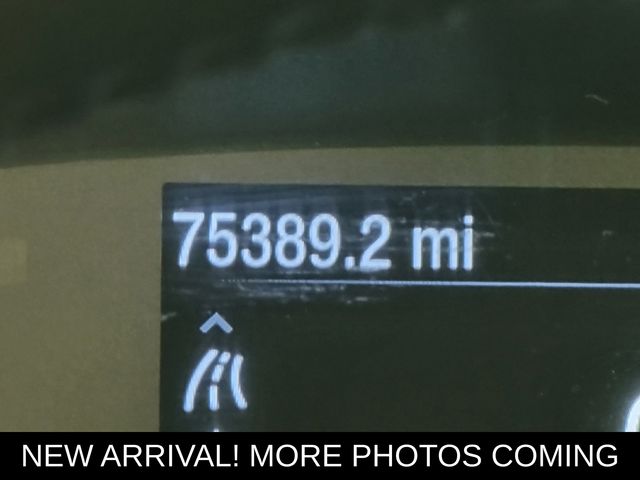 75389.2 mi
NEW ARRIVAL! MORE PHOTOS COMING